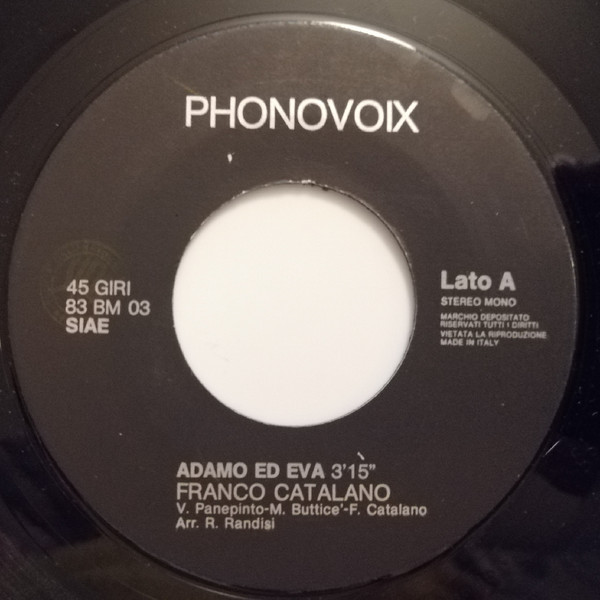 PHONOVOIX
45 GIRI
83 BM 03
SIAE
Lato A
STEREO MONO
MARCHIO DEPOSITATO
RISERVATI TUTTI I DIRITTI
VIETATA LA RIPRODUZIONE
MADE IN ITALY
ADAMO ED EVA 3'15"
FRANCO CATALANO
V. Panepinto-M. Buttice'-F. Catalano
Arr. R. Randisi